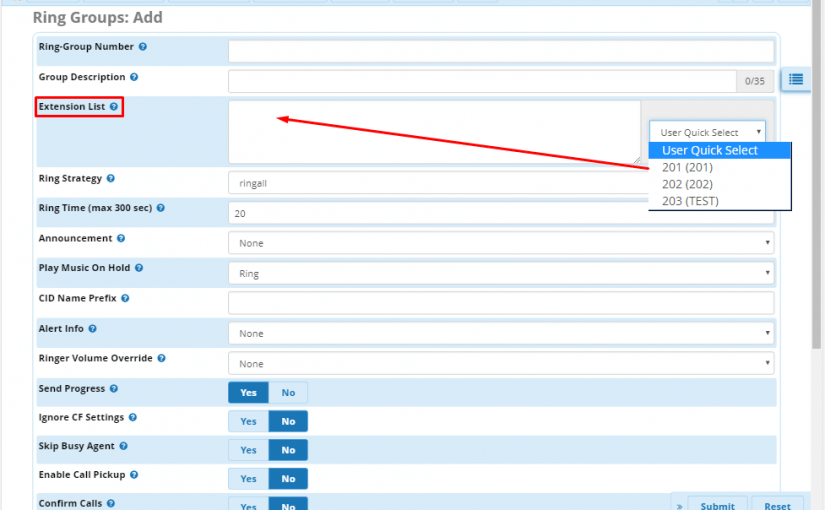 Ring Groups: Add
Ring-Group Number
Group Description
0/35
Extension List
User Quick Select
User Quick Select
201 (201)
202 (202)
203 (TEST)
Ring Strategy
ringall
Ring Time (max 300 sec)
20
Announcement
None
Play Music On Hold
Ring
CID Name Prefix
Alert Info
None
Ringer Volume Override
None
Send Progress
Yes No
Ignore CF Settings
Yes No
Skip Busy Agent
Yes No
Enable Call Pickup
Yes No
Confirm Calls
Yes No
» Submit Reset